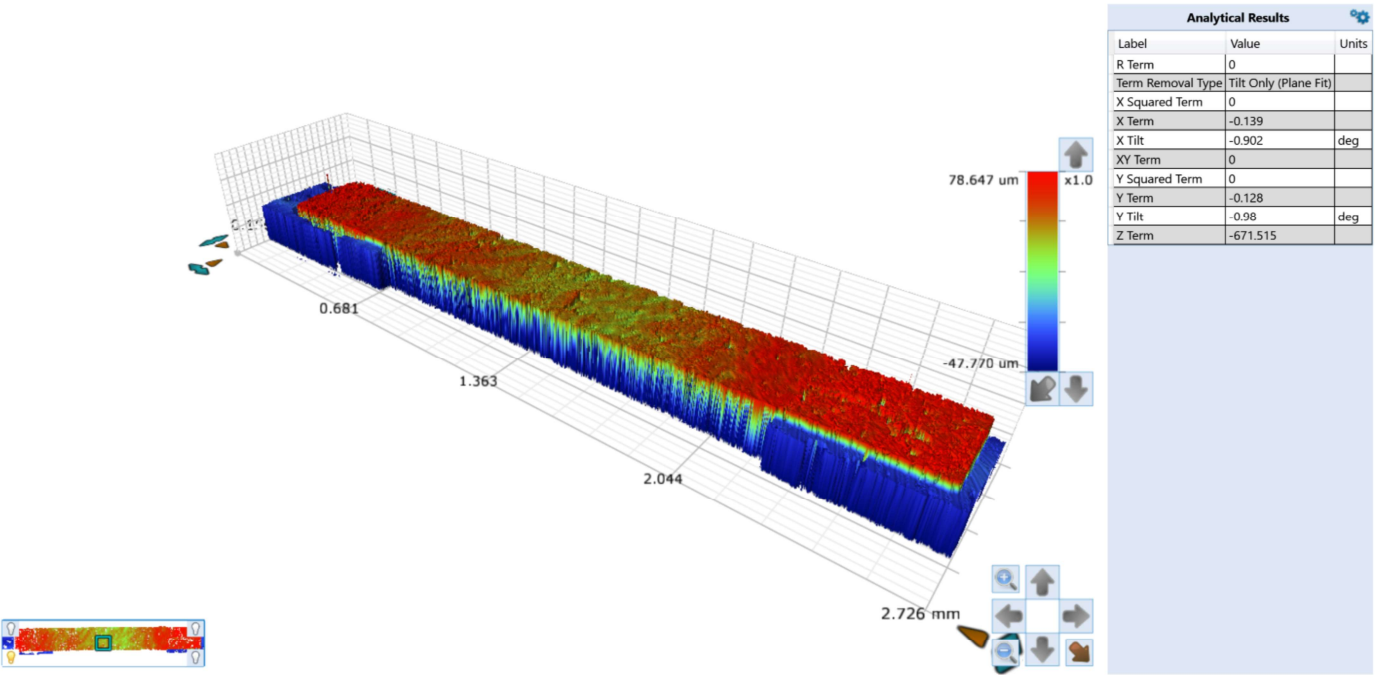 Analytical Results
Label Value Units
R Term 0
Term Removal Type Tilt Only (Plane Fit)
X Squared Term 0
X Term -0.139
X Tilt -0.902 deg
XY Term 0
Y Squared Term 0
Y Term -0.128
Y Tilt -0.98 deg
Z Term -671.515
78.647 um
x1.0
-47.770 um
0.681
1.363
2.044
2.726 mm